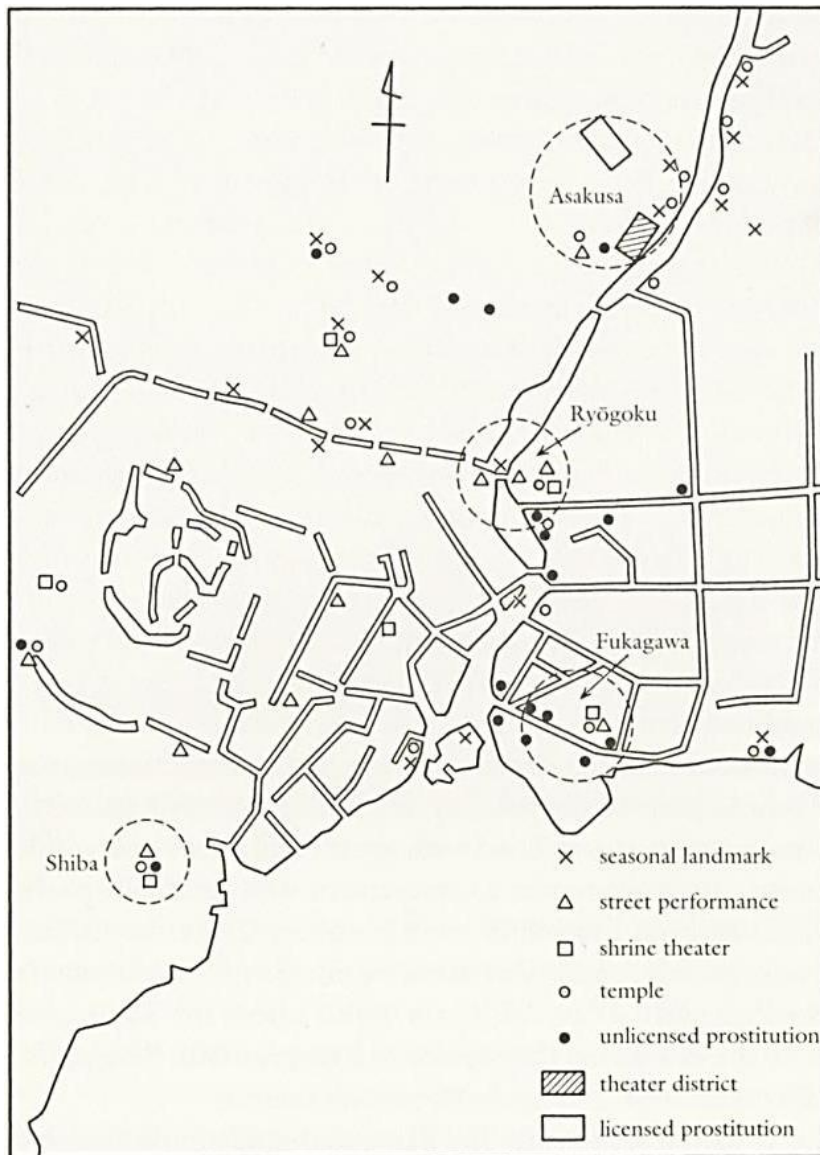 Asakusa
Ryōgoku
Fukagawa
Shiba
seasonal landmark
street performance
shrine theater
temple
unlicensed prostitution
theater district
licensed prostitution